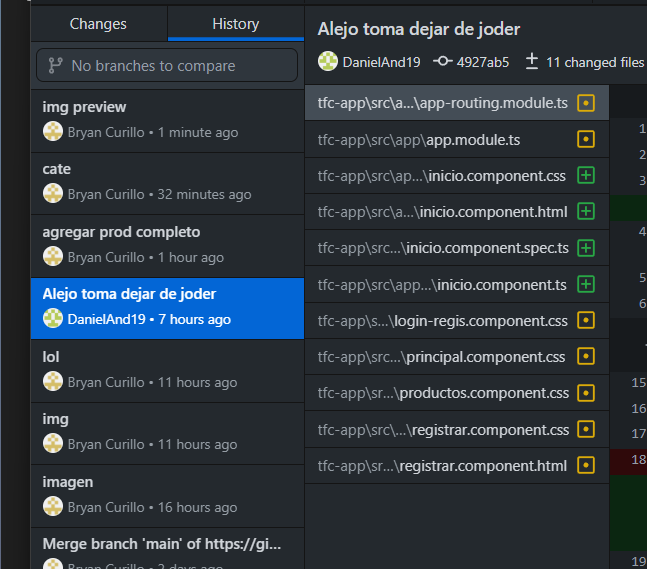 Changes
History
No branches to compare
img preview
Bryan Curillo • 1 minute ago
cate
Bryan Curillo • 32 minutes ago
agregar prod completo
Bryan Curillo • 1 hour ago
Alejo toma dejar de joder
DanielAnd19 • 7 hours ago
lol
Bryan Curillo • 11 hours ago
img
Bryan Curillo • 11 hours ago
imagen
Bryan Curillo • 16 hours ago
Merge branch 'main' of https://gi...
Bryan Curillo • 2 days ago
Alejo toma dejar de joder
DanielAnd19
4927ab5
11 changed files
tfc-app\src\a...\app-routing.module.ts
tfc-app\src\app\app.module.ts
tfc-app\src\ap...\inicio.component.css
tfc-app\src\a...\inicio.component.html
tfc-app\src...\inicio.component.spec.ts
tfc-app\src\app...\inicio.component.ts
tfc-app\s...\login-regis.component.css
tfc-app\src...\principal.component.css
tfc-app\sr...\productos.component.css
tfc-app\src\...\registrar.component.css
tfc-app\sr...\registrar.component.html
1
2
3
4
5
6
15
16
17
18
19